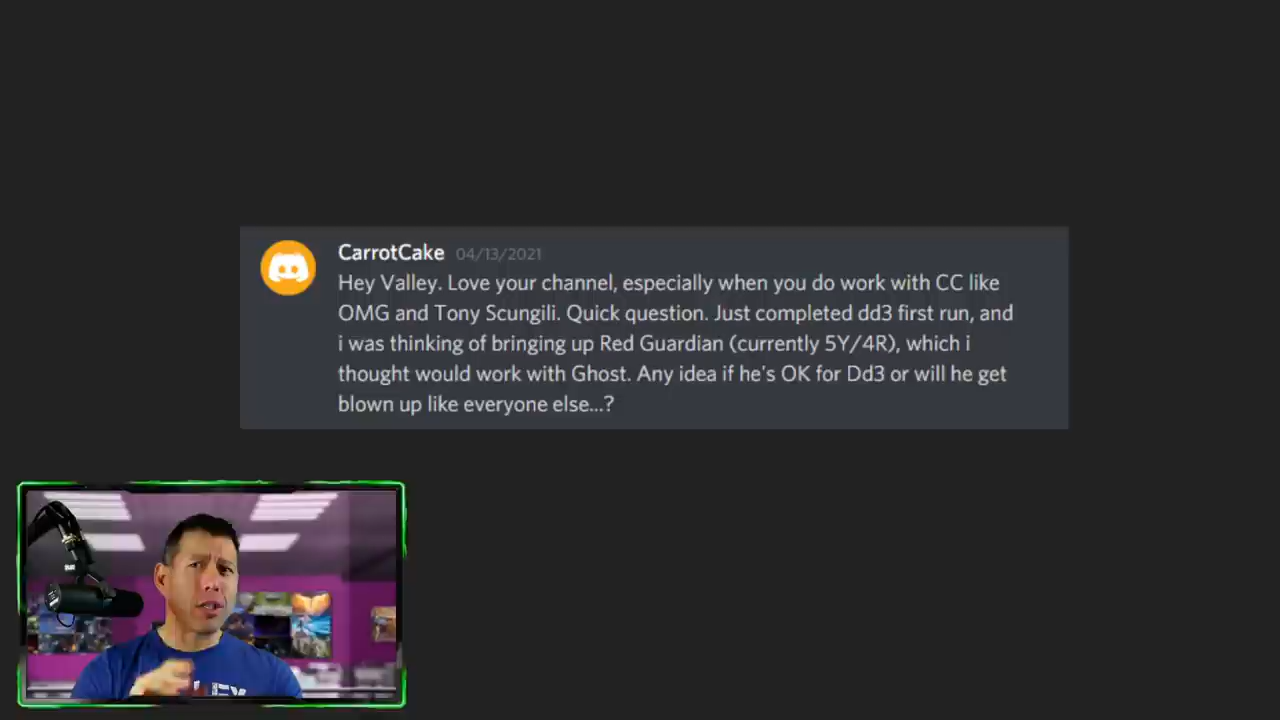 CarrotCake 04/13/2021
Hey Valley. Love your channel, especially when you do work with CC like
OMG and Tony Scungili. Quick question. Just completed dd3 first run, and
i was thinking of bringing up Red Guardian (currently 5Y/4R), which i
thought would work with Ghost. Any idea if he's OK for Dd3 or will he get
blown up like everyone else...?